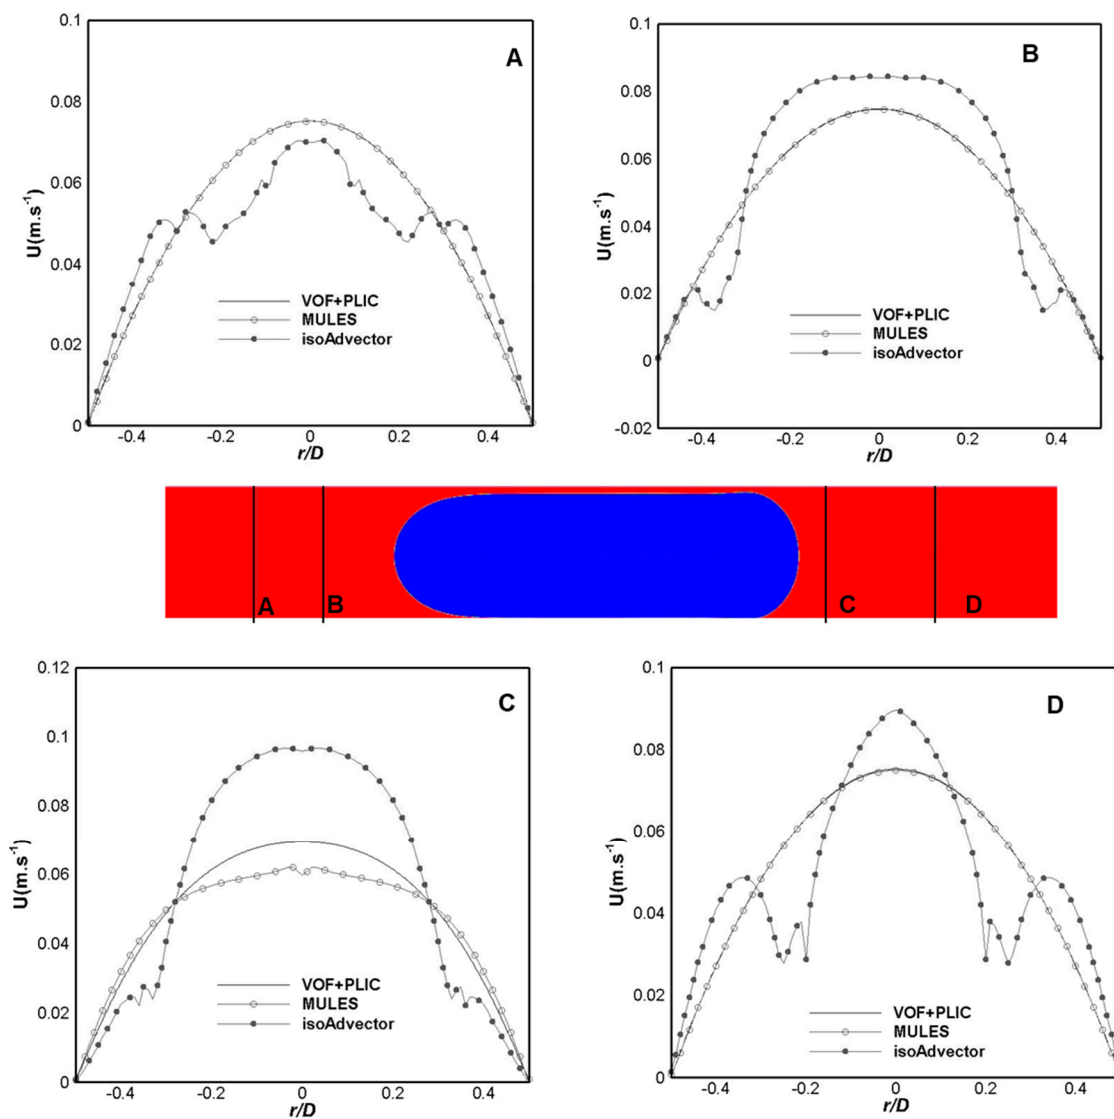 0.1
A
0.08
0.06
U(m.s-1)
0.04
VOF+PLIC
MULES
isoAdvector
0.02
0
-0.4 -0.2 0 0.2 0.4
r/D
0.1
B
0.08
0.06
U(m.s-1)
0.04
0.02
VOF+PLIC
MULES
isoAdvector
0
-0.02
-0.4 -0.2 0 0.2 0.4
r/D
A B C D
0.12
C
0.1
0.08
U(m.s-1)
0.06
0.04
VOF+PLIC
MULES
isoAdvector
0.02
0
-0.4 -0.2 0 0.2 0.4
r/D
0.1
D
0.08
0.06
U(m.s-1)
0.04
0.02
VOF+PLIC
MULES
isoAdvector
0
-0.4 -0.2 0 0.2 0.4
r/D